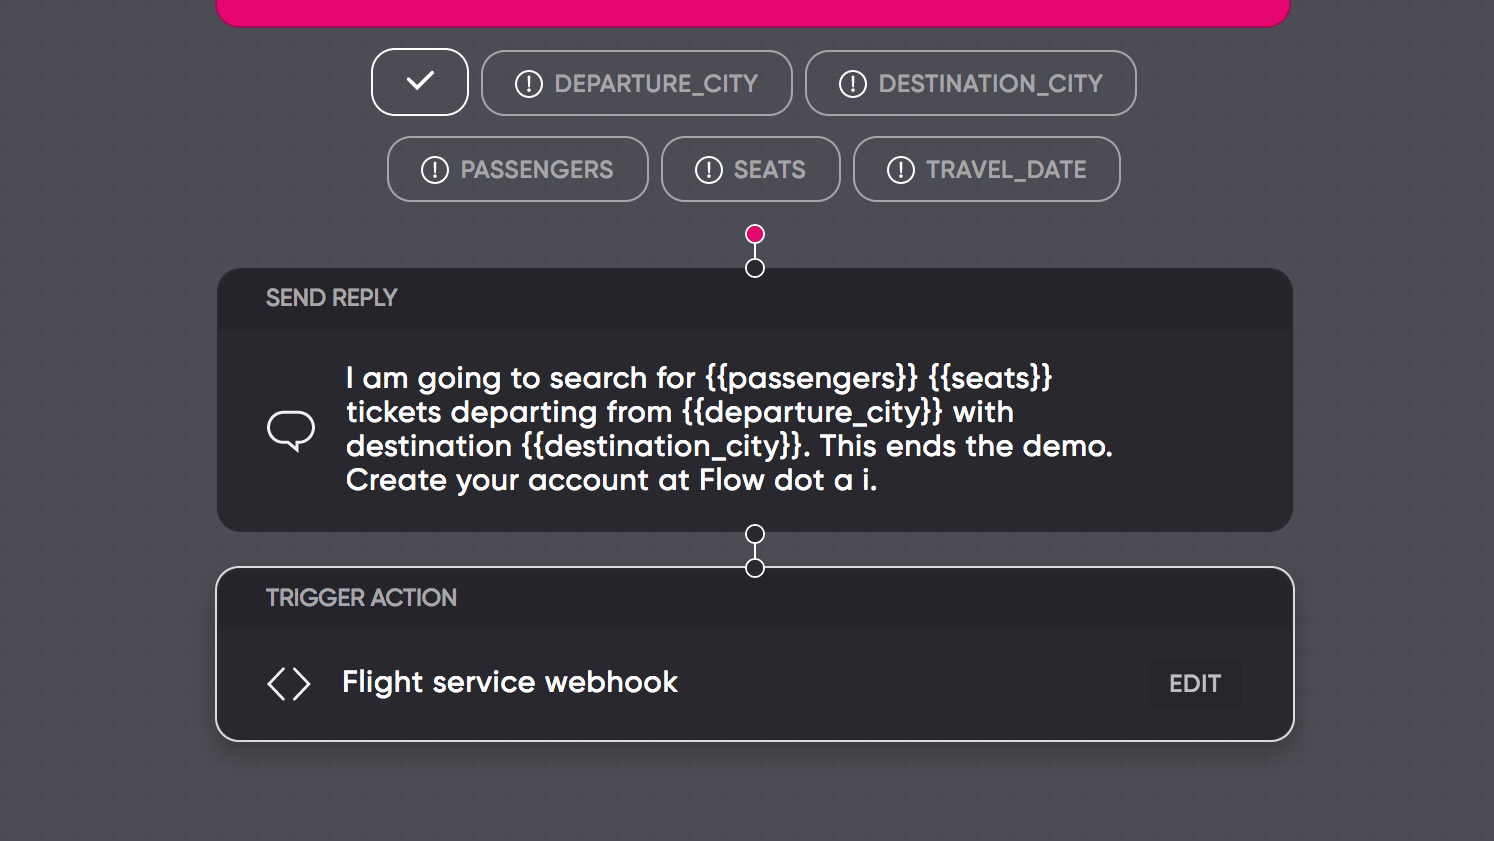 DEPARTURE_CITY
DESTINATION_CITY
PASSENGERS
SEATS
TRAVEL_DATE
SEND REPLY
I am going to search for {{passengers}} {{seats}}
tickets departing from {{departure_city}} with
destination {{destination_city}}. This ends the demo.
Create your account at Flow dot a i.
TRIGGER ACTION
Flight service webhook
EDIT